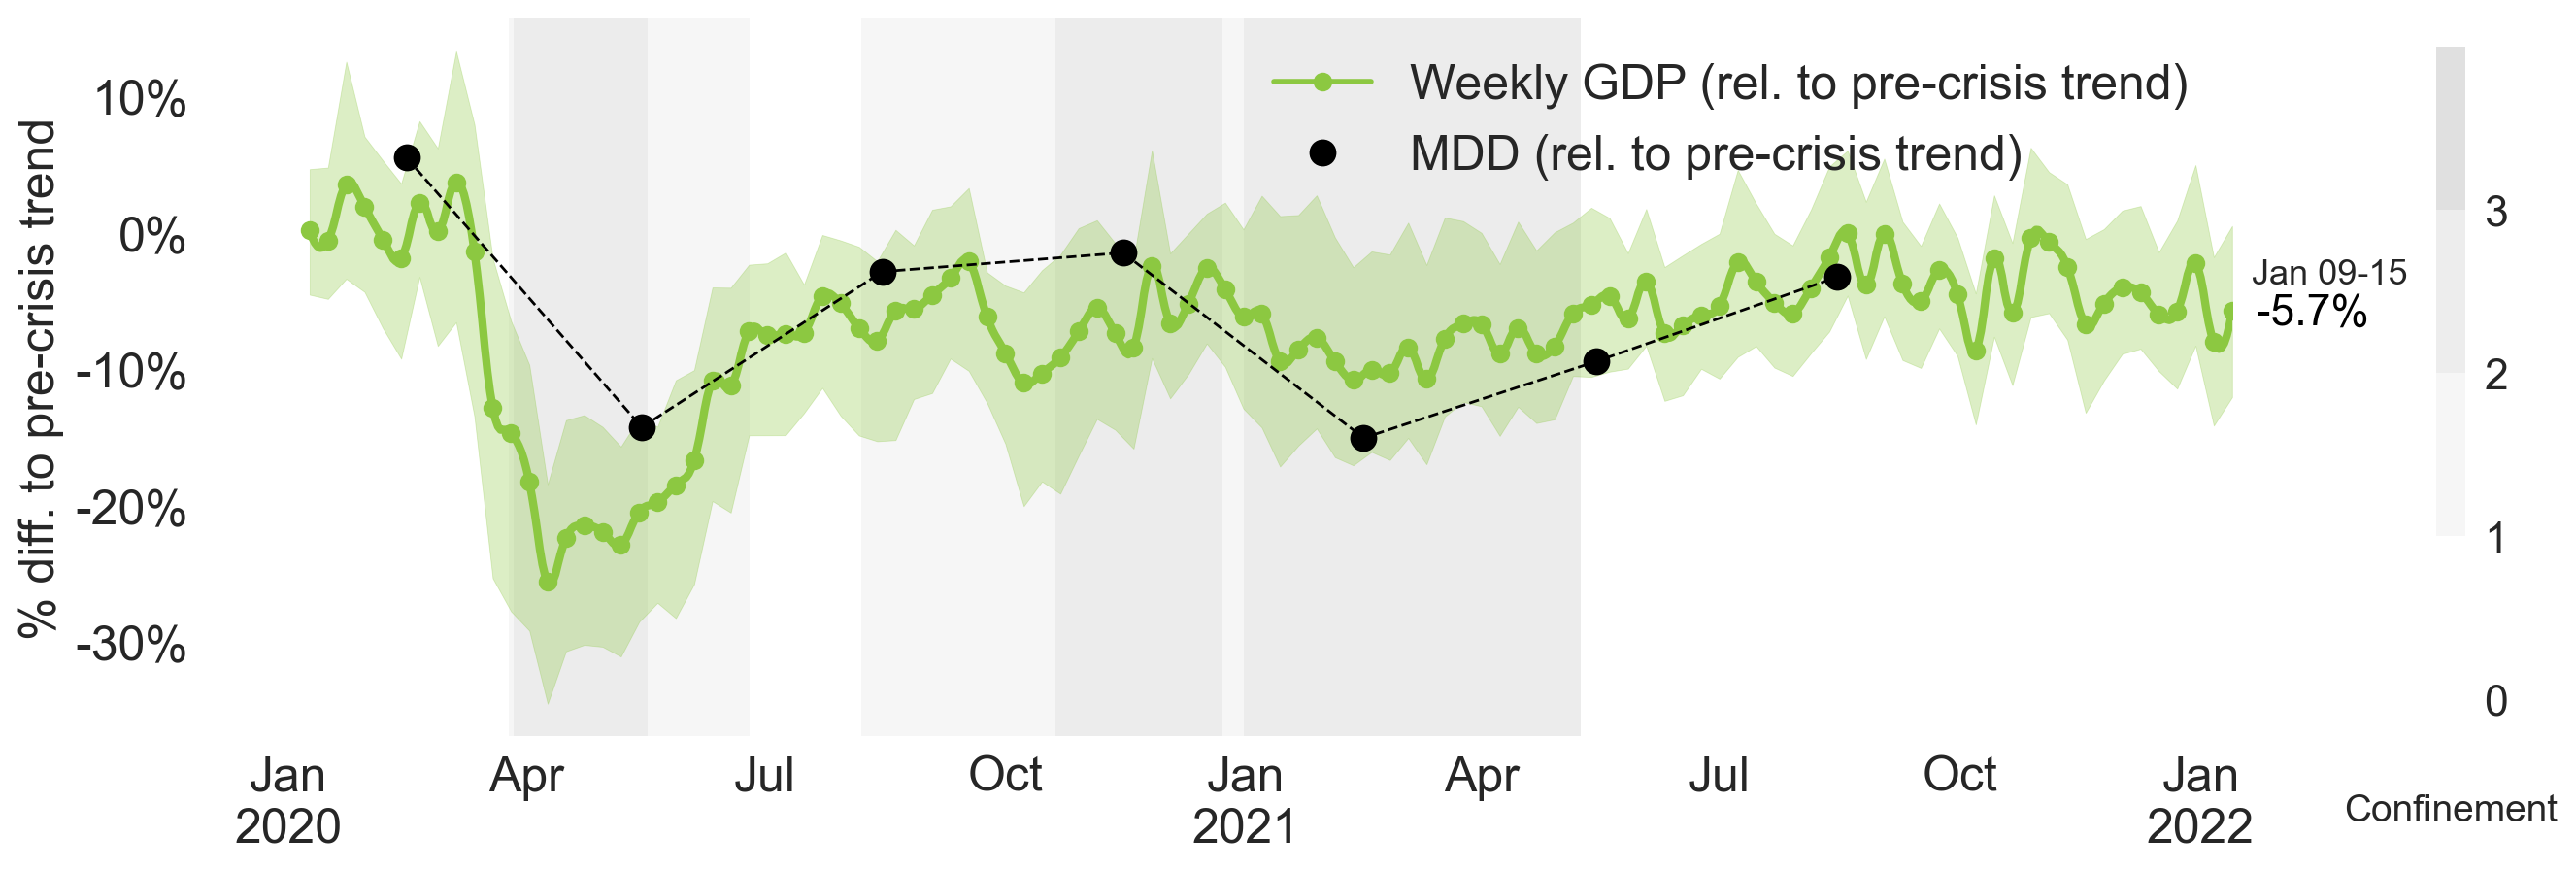 % diff. to pre-crisis trend
10%
0%
-10%
-20%
-30%
Weekly GDP (rel. to pre-crisis trend)
MDD (rel. to pre-crisis trend)
Jan 09-15
-5.7%
3
2
1
0
Confinement
Jan Apr Jul Oct Jan Apr Jul Oct Jan
2020 2021 2022